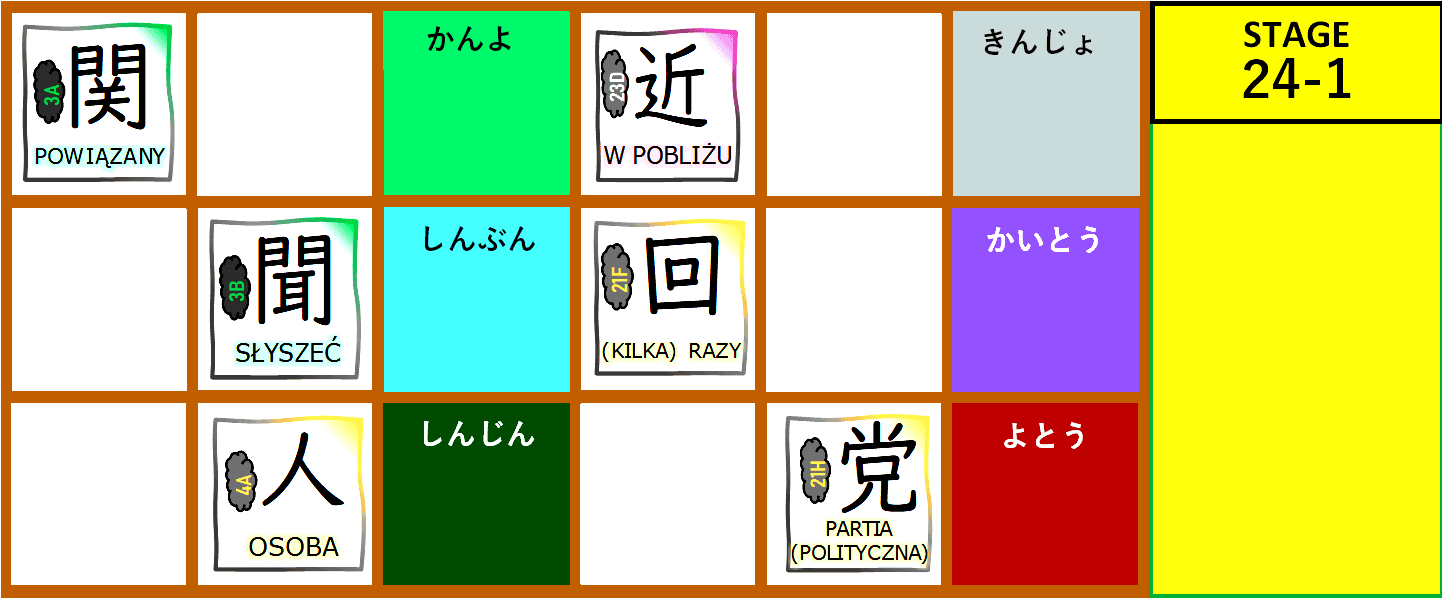 3A
関
POWIĄZANY
かんよ
23D
近
W POBLIŻU
きんじょ
STAGE
24-1
3B
聞
SŁYSZEĆ
しんぶん
21F
回
(KILKA) RAZY
かいとう
4A
人
OSOBA
しんじん
21H
党
PARTIA
(POLITYCZNA)
よとう